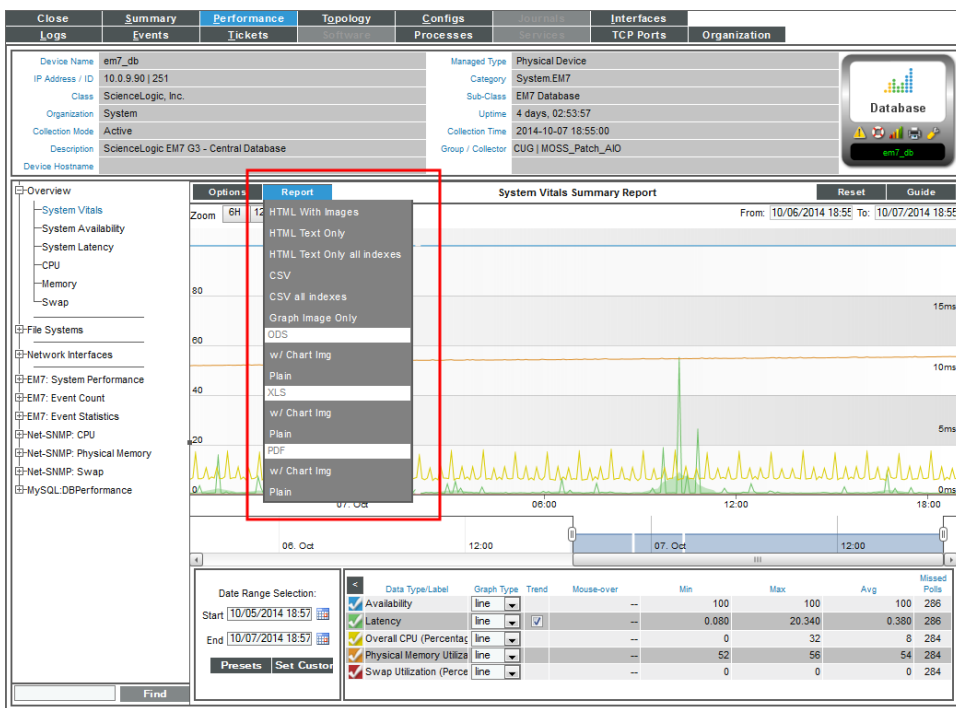 Close Summary Performance Topology Configs Journals Interfaces
Logs Events Tickets Software Processes Services TCP Ports Organization
Device Name em7_db Managed Type Physical Device
IP Address / ID 10.0.9.90 | 251 Category System.EM7
Class ScienceLogic, Inc. Sub-Class EM7 Database
Organization System Uptime 4 days, 02:53:57
Collection Mode Active Collection Time 2014-10-07 18:55:00
Description ScienceLogic EM7 G3 - Central Database Group / Collector CUG | MOSS_Patch_AIO
Device Hostname
Database
em7_db
Overview
System Vitals
System Availability
System Latency
CPU
Memory
Swap
File Systems
Network Interfaces
EM7: System Performance
EM7: Event Count
EM7: Event Statistics
Net-SNMP: CPU
Net-SNMP: Physical Memory
Net-SNMP: Swap
MySQL:DBPerformance
Find
Options Report System Vitals Summary Report Reset Guide
Zoom 6H 12 From: 10/06/2014 18:55 To: 10/07/2014 18:55
HTML With Images
HTML Text Only
HTML Text Only all indexes
CSV
CSV all indexes
Graph Image Only
ODS
w/ Chart Img
Plain
XLS
w/ Chart Img
Plain
PDF
w/ Chart Img
Plain
80
60
40
20
0
15ms
10ms
5ms
0ms
07. Oct 06:00 12:00 18:00
06. Oct 12:00 07. Oct 12:00
Date Range Selection:
Start 10/05/2014 18:57
End 10/07/2014 18:57
Presets Set Custor
< Data Type/Label Graph Type Trend Mouse-over Min Max Avg Missed Polls
Availability line -- 100 100 100 286
Latency line -- 0.080 20.340 0.380 286
Overall CPU (Percentag line -- 0 32 8 284
Physical Memory Utiliza line -- 52 56 54 284
Swap Utilization (Perce line -- 0 0 0 284